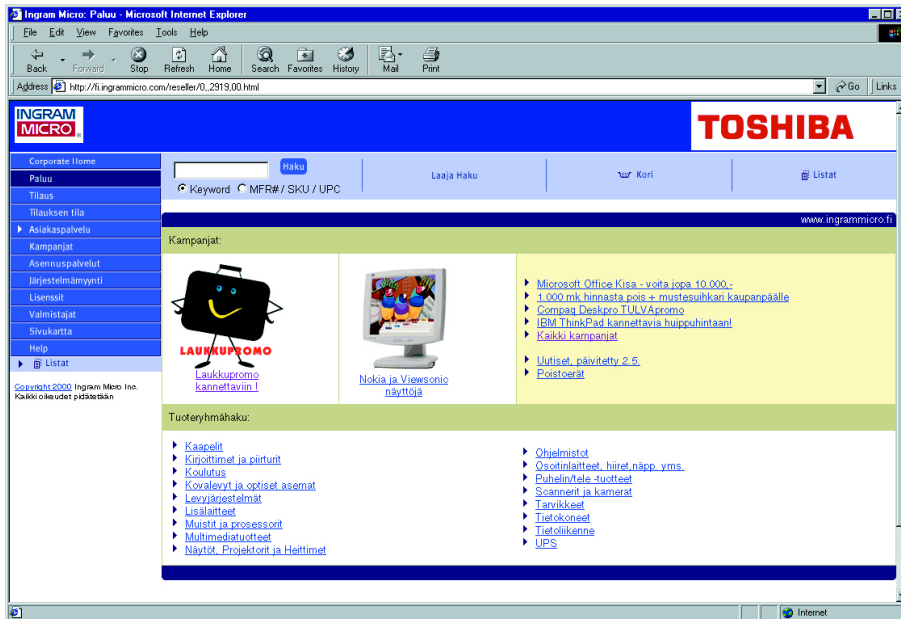 Ingram Micro: Paluu - Microsoft Internet Explorer
File Edit View Favorites Tools Help
Back Forward Stop Refresh Home Search Favorites History Mail Print
Address http://fi.ingrammicro.com/reseller/0,,2919,00.html Go Links
INGRAM
MICRO
TOSHIBA
Corporate Home
Paluu
Tilaus
Tilauksen tila
Asiakaspalvelu
Kampanjat
Asennuspalvelut
Järjestelmämyynti
Lisenssit
Valmistajat
Sivukartta
Help
Listat
Copyright 2000 Ingram Micro Inc.
Kaikki oikeudet pidätetään
Haku
Keyword MFR# / SKU / UPC
Laaja Haku
Kori
Listat
www.ingrammicro.fi
Kampanjat:
LAUKKUPROMO
Laukkupromo
kannettaviin !
Nokia ja Viewsonic
näyttöjä
Miorosoft Office Kisa - voita jopa 10.000,-
1.000 mk hinnasta pois + mustesuihkari kaupanpäälle
Compaq Deskpro TULVApromo
IBM ThinkPad kannettavia huippuhintaan!
Kaikki kampanjat
Uutiset, päivitetty 2.5.
Poistoerät
Tuoteryhmähaku:
Kaapelit
Kirjoittimet ja piirturit
Koulutus
Kovalevyt ja optiset asemat
Levyjärjestelmät
Lisälaitteet
Muistit ja prosessorit
Multimediatuotteet
Näytöt, Projektorit ja Heittimet
Ohjelmistot
Osoitinlaitteet, hiiret,näpp. yms.
Puhelin/tele -tuotteet
Scannerit ja kamerat
Tarvikkeet
Tietokoneet
Tietoliikenne
UPS
Internet